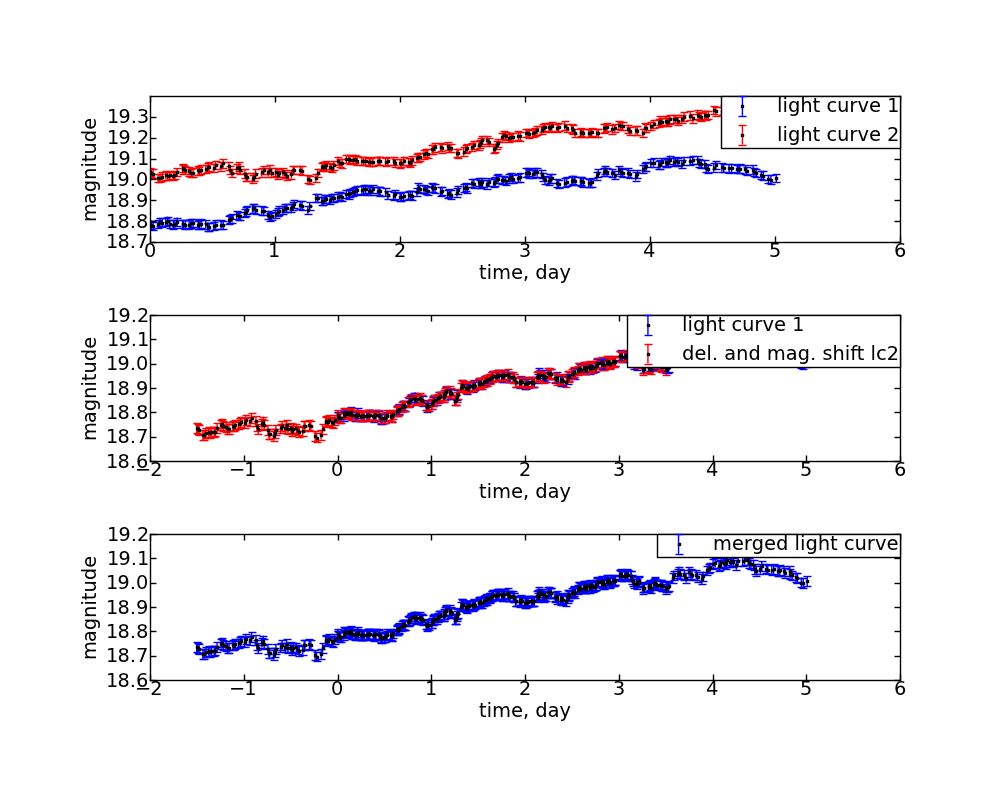 19.3
19.2
19.1
19.0
18.9
18.8
18.7
magnitude
light curve 1
light curve 2
0 1 2 3 4 5 6
time, day
19.2
19.1
19.0
18.9
18.8
18.7
18.6
magnitude
light curve 1
del. and mag. shift lc2
−2 −1 0 1 2 3 4 5 6
time, day
19.2
19.1
19.0
18.9
18.8
18.7
18.6
magnitude
merged light curve
−2 −1 0 1 2 3 4 5 6
time, day